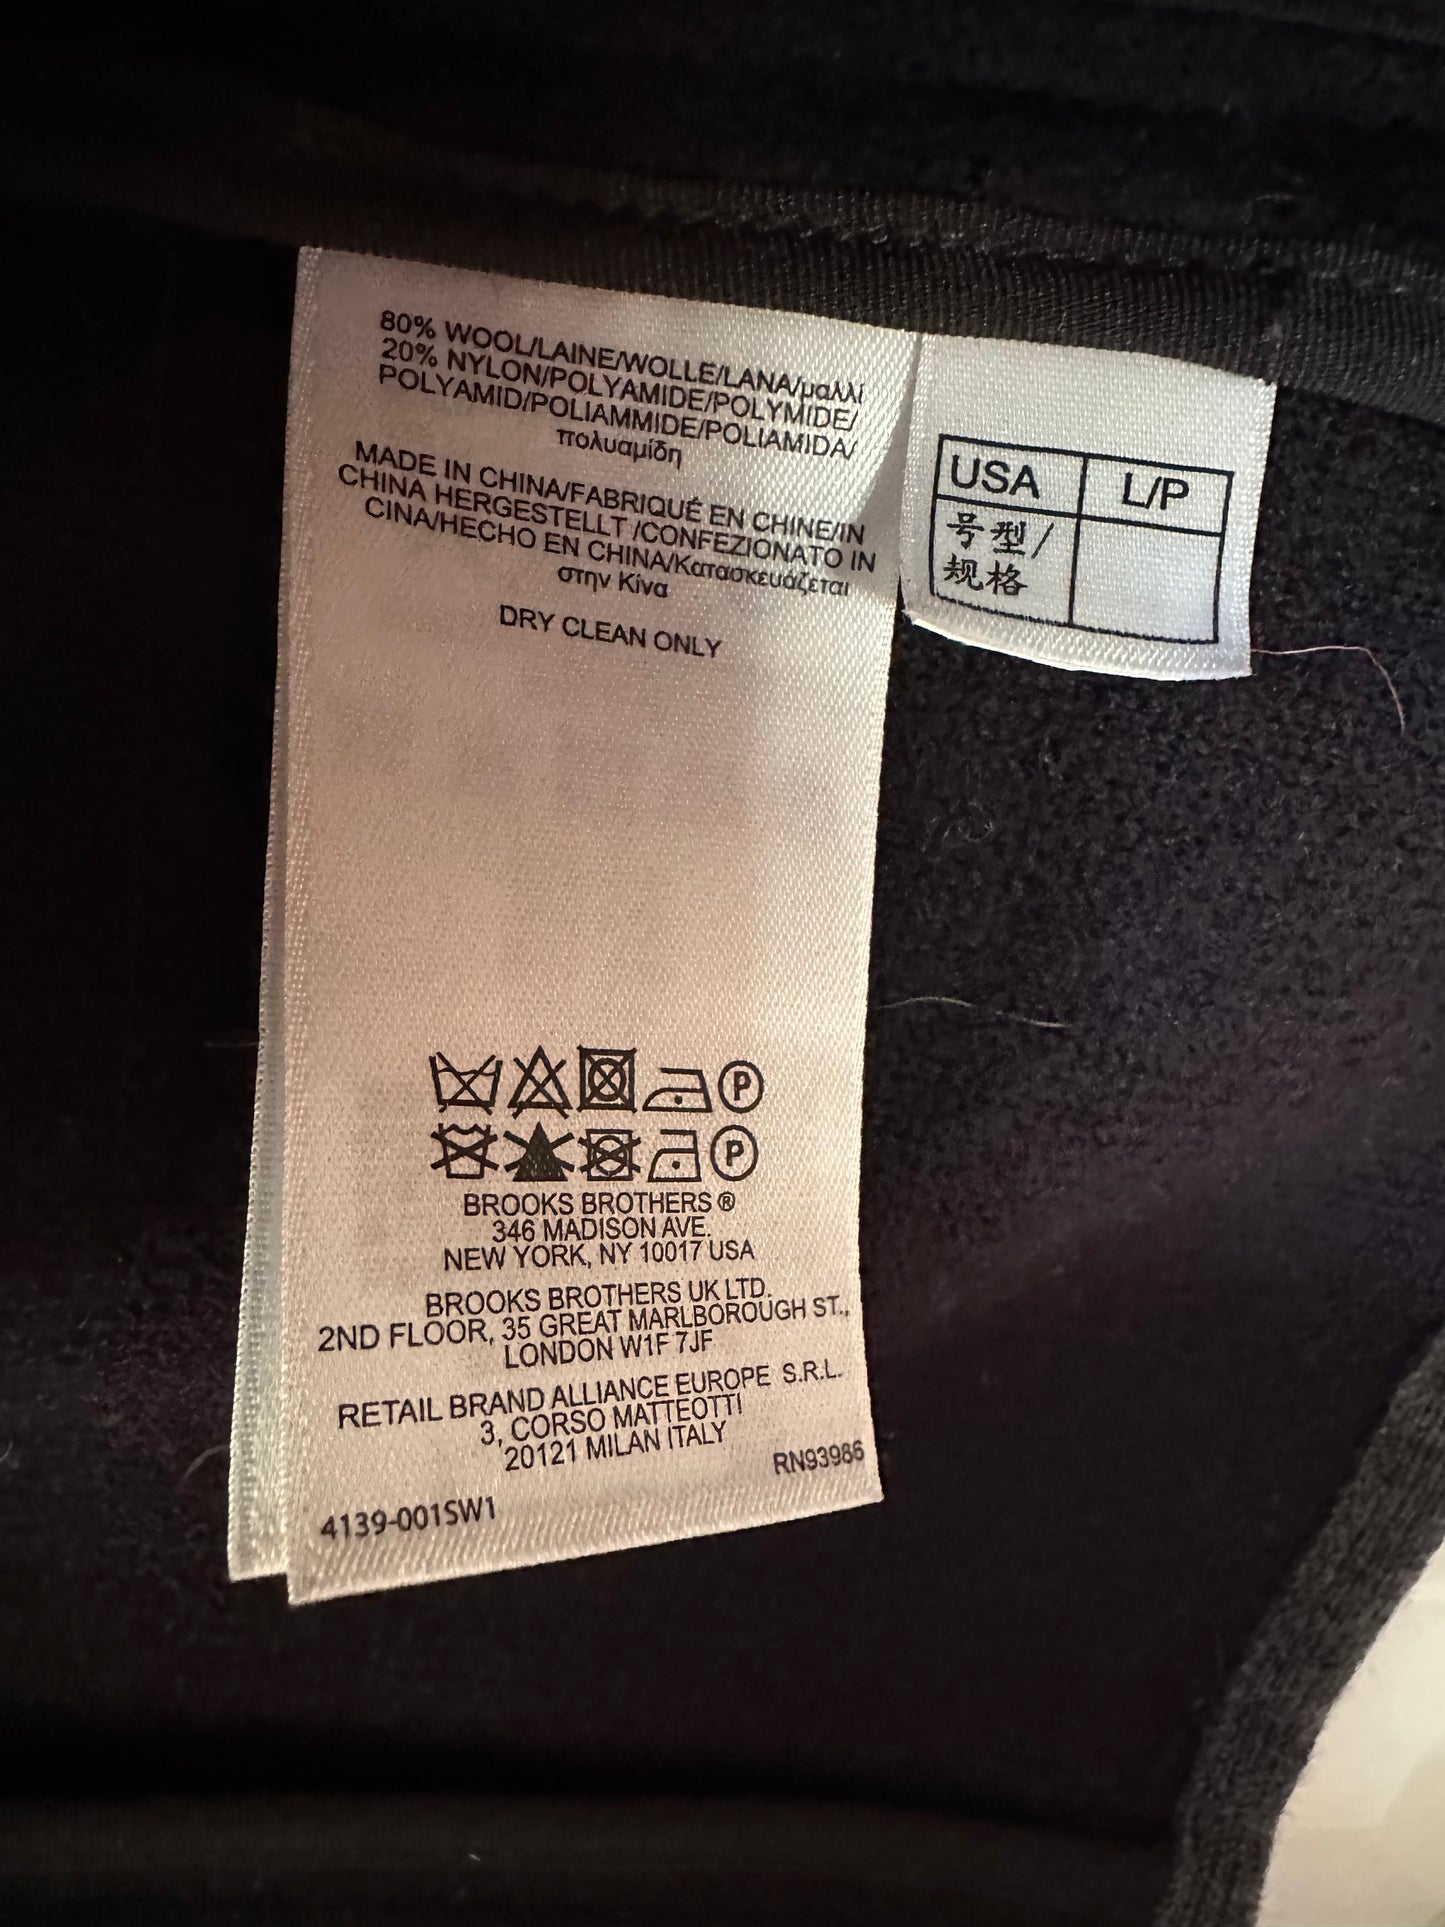 80% WOOL/LAINE/WOLLE/LANA/μαλλί
20% NYLON/POLYAMIDE/POLYMIDE/
POLYAMID/POLIAMMIDE/POLIAMIDA/
πολυαμίδη
MADE IN CHINA/FABRIQUÉ EN CHINE/IN
CHINA HERGESTELLT /CONFEZIONATO IN
CINA/HECHO EN CHINA/Κατασκευάζεται
στην Κίνα
DRY CLEAN ONLY
P
P
BROOKS BROTHERS ®
346 MADISON AVE.
NEW YORK, NY 10017 USA
BROOKS BROTHERS UK LTD.
2ND FLOOR, 35 GREAT MARLBOROUGH ST.,
LONDON W1F 7JF
RETAIL BRAND ALLIANCE EUROPE S.R.L.
3, CORSO MATTEOTTI
20121 MILAN ITALY
RN93986
4139-001SW1
USA L/P
号型/
规格